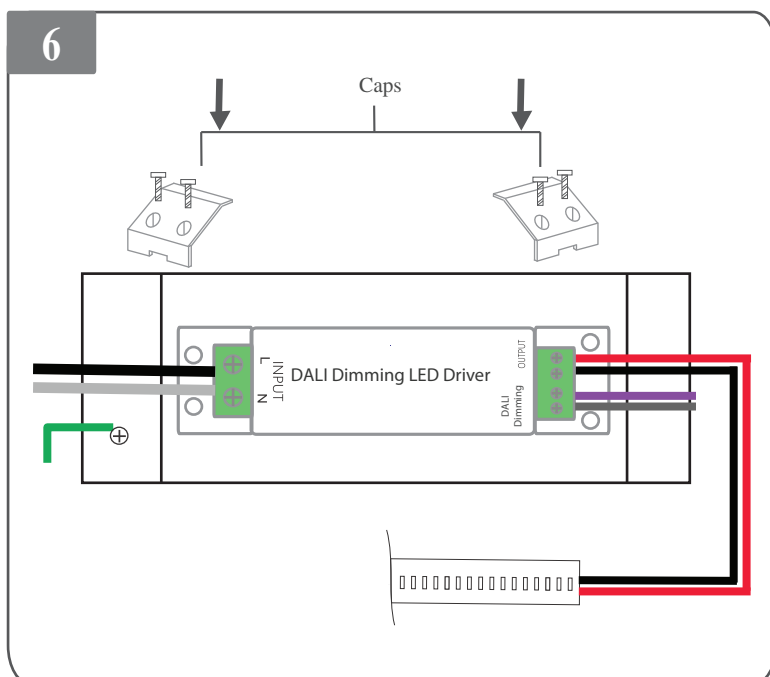 6
Caps
L
INPUT
N
DALI Dimming LED Driver
OUTPUT
DALI
Dimming